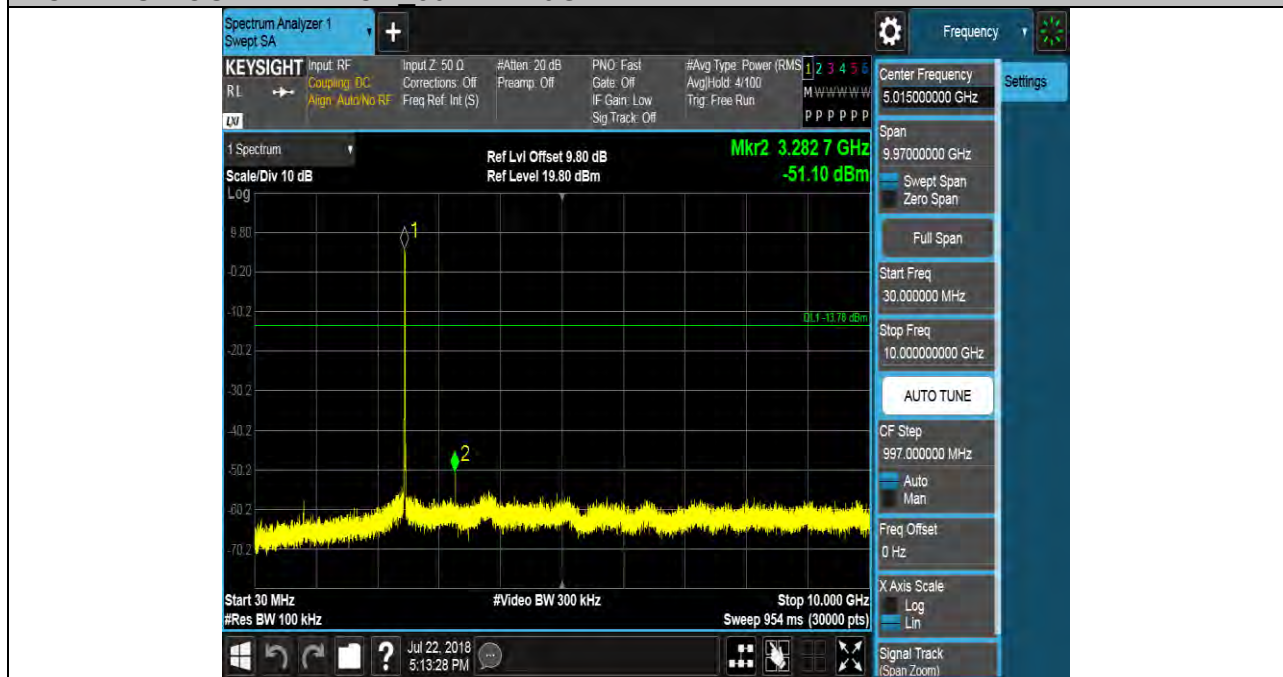 Spectrum Analyzer 1
Swept SA
+
Frequency
KEYSIGHT
RL
LXI
Input: RF
Coupling: DC
Align: Auto/No RF
Input Z: 50 Ω
Corrections: Off
Freq Ref: Int (S)
#Atten: 20 dB
Preamp: Off
PNO: Fast
Gate: Off
IF Gain: Low
Sig Track: Off
#Avg Type: Power (RMS
Avg|Hold: 4/100
Trig: Free Run
1 2 3 4 5 6
M W W W W W
P P P P P P
Center Frequency
5.015000000 GHz
Settings
1 Spectrum
Scale/Div 10 dB
Log
Ref Lvl Offset 9.80 dB
Ref Level 19.80 dBm
Mkr2 3.282 7 GHz
-51.10 dBm
Span
9.97000000 GHz
Swept Span
Zero Span
Full Span
Start Freq
30.000000 MHz
Stop Freq
10.000000000 GHz
AUTO TUNE
CF Step
997.000000 MHz
Auto
Man
Freq Offset
0 Hz
X Axis Scale
Log
Lin
Signal Track
(Span Zoom)
9.80
-0.20
-10.2
-20.2
-30.2
-40.2
-50.2
-60.2
-70.2
1
2
DL1 -13.78 dBm
Start 30 MHz
#Res BW 100 kHz
#Video BW 300 kHz
Stop 10.000 GHz
Sweep 954 ms (30000 pts)
?
Jul 22, 2018
5:13:28 PM